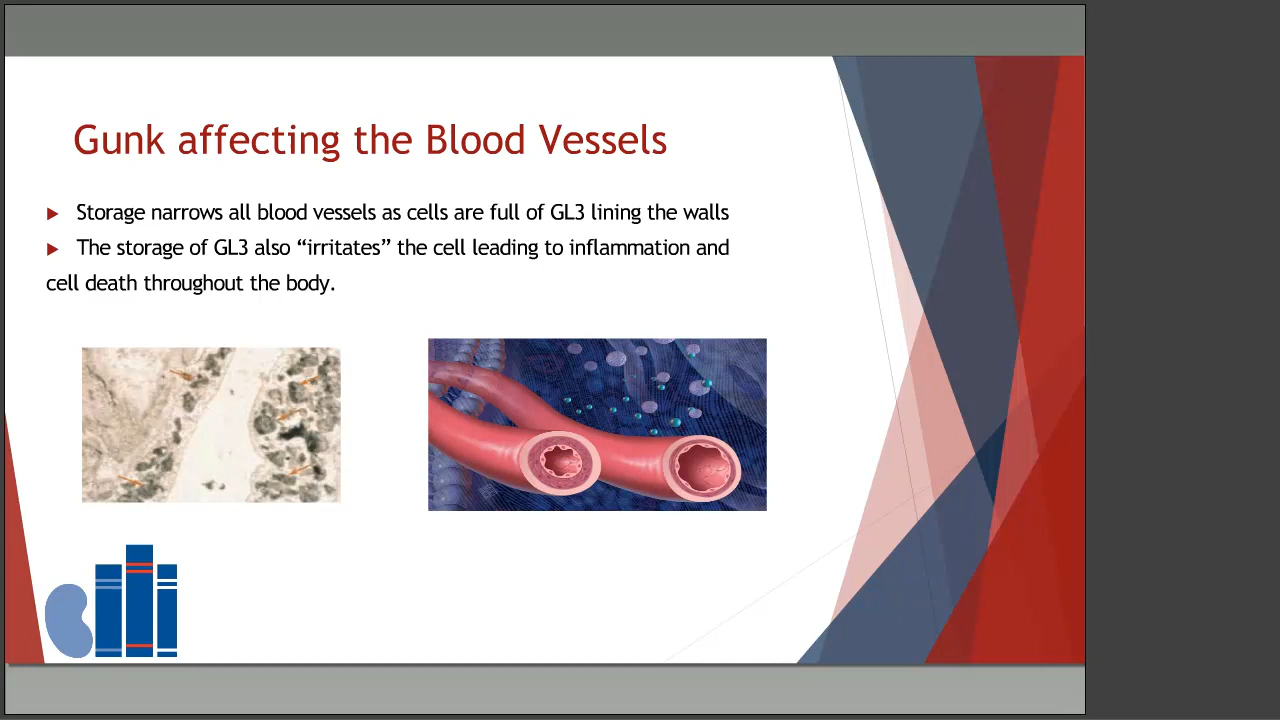 Gunk affecting the Blood Vessels
Storage narrows all blood vessels as cells are full of GL3 lining the walls
The storage of GL3 also “irritates” the cell leading to inflammation and
cell death throughout the body.